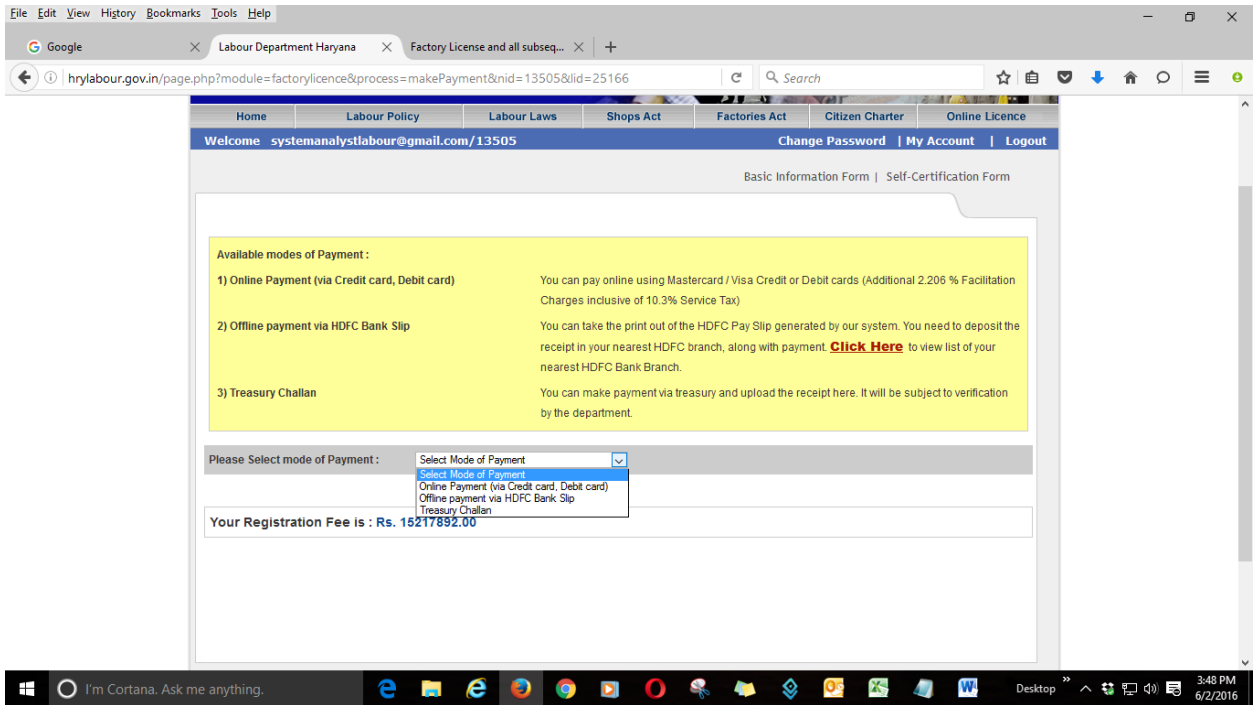 File Edit View History Bookmarks Tools Help
Google
Labour Department Haryana
Factory License and all subseq...
hrylabour.gov.in/page.php?module=factorylicence&process=makePayment&nid=13505&lid=25166
Search
Home Labour Policy Labour Laws Shops Act Factories Act Citizen Charter Online Licence
Welcome systemanalystlabour@gmail.com/13505 Change Password | My Account | Logout
Basic Information Form | Self-Certification Form
Available modes of Payment :
1) Online Payment (via Credit card, Debit card) You can pay online using Mastercard / Visa Credit or Debit cards (Additional 2.206 % Facilitation
Charges inclusive of 10.3% Service Tax)
2) Offline payment via HDFC Bank Slip You can take the print out of the HDFC Pay Slip generated by our system. You need to deposit the
receipt in your nearest HDFC branch, along with payment. Click Here to view list of your
nearest HDFC Bank Branch.
3) Treasury Challan You can make payment via treasury and upload the receipt here. It will be subject to verification
by the department.
Please Select mode of Payment : Select Mode of Payment
Select Mode of Payment
Online Payment (via Credit card, Debit card)
Offline payment via HDFC Bank Slip
Treasury Challan
Your Registration Fee is : Rs. 15217892.00
I'm Cortana. Ask me anything.
Desktop
3:48 PM
6/2/2016